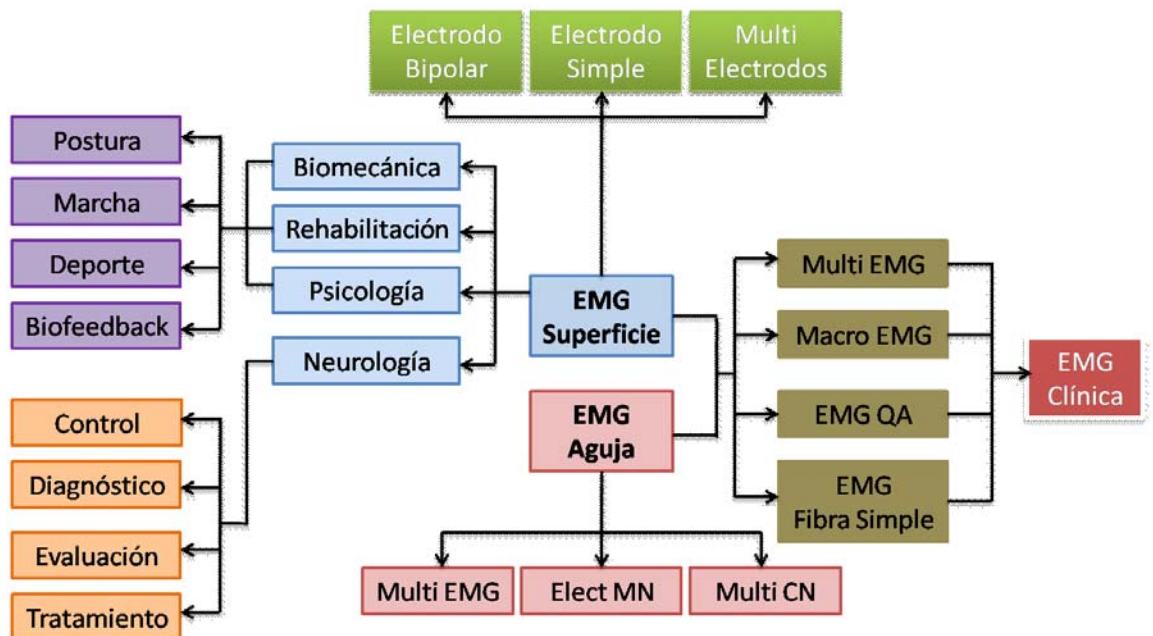 Electrodo
Bipolar
Electrodo
Simple
Multi
Electrodos
Postura
Marcha
Deporte
Biofeedback
Biomecánica
Rehabilitación
Psicología
Neurología
Control
Diagnóstico
Evaluación
Tratamiento
EMG
Superficie
EMG
Aguja
Multi EMG
Elect MN
Multi CN
Multi EMG
Macro EMG
EMG QA
EMG
Fibra Simple
EMG
Clínica